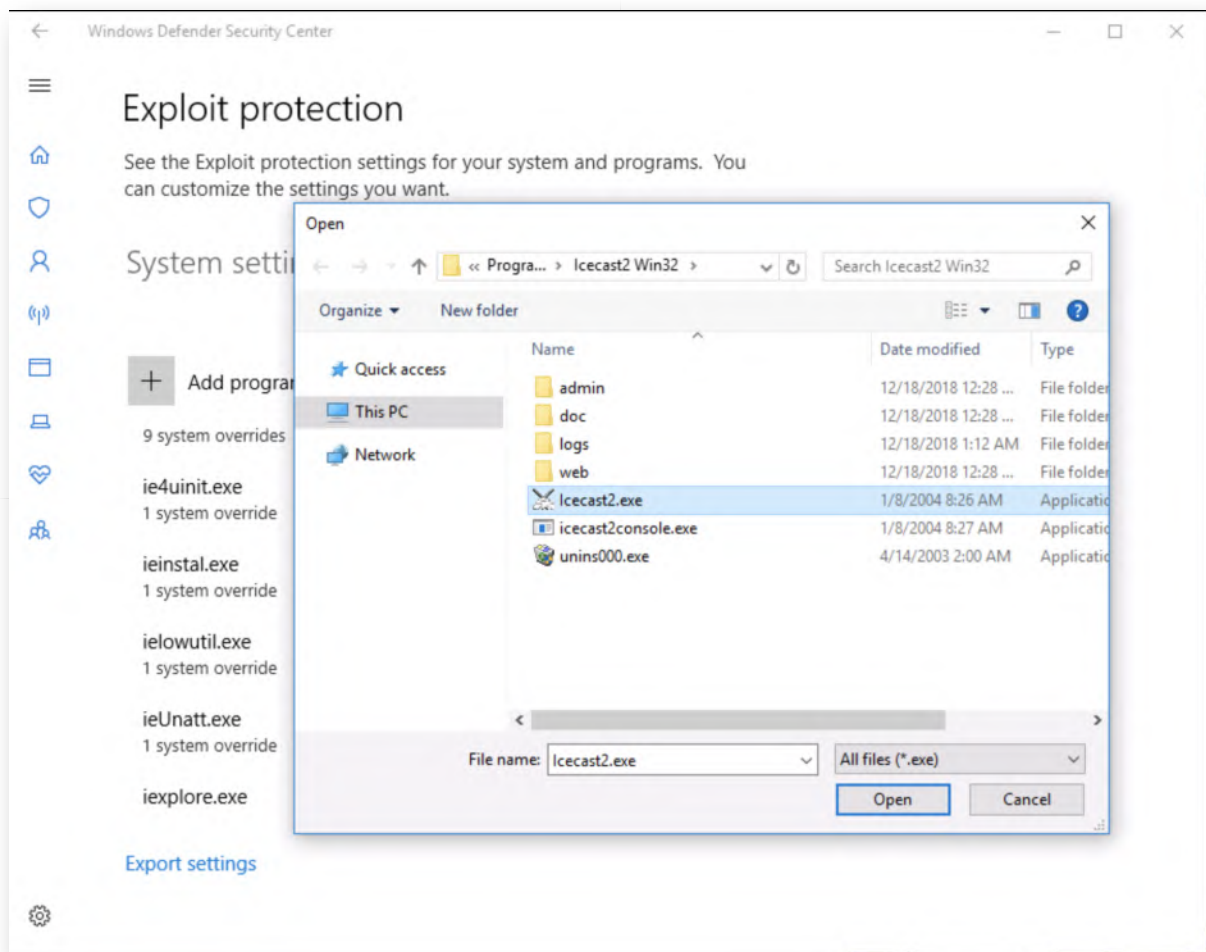 Windows Defender Security Center
Exploit protection
See the Exploit protection settings for your system and programs. You
can customize the settings you want.
System setti
Add progra
9 system overrides
ie4uinit.exe
1 system override
ieinstal.exe
1 system override
ielowutil.exe
1 system override
ieUnatt.exe
1 system override
iexplore.exe
Export settings
Open
« Progra... › Icecast2 Win32 ›
Search Icecast2 Win32
Organize
New folder
Quick access
This PC
Network
Name Date modified Type
admin 12/18/2018 12:28 ... File folder
doc 12/18/2018 12:28 ... File folder
logs 12/18/2018 1:12 AM File folder
web 12/18/2018 12:28 ... File folder
Icecast2.exe 1/8/2004 8:26 AM Applicatio
icecast2console.exe 1/8/2004 8:27 AM Applicatio
unins000.exe 4/14/2003 2:00 AM Applicatio
File name: Icecast2.exe
All files (*.exe)
Open
Cancel